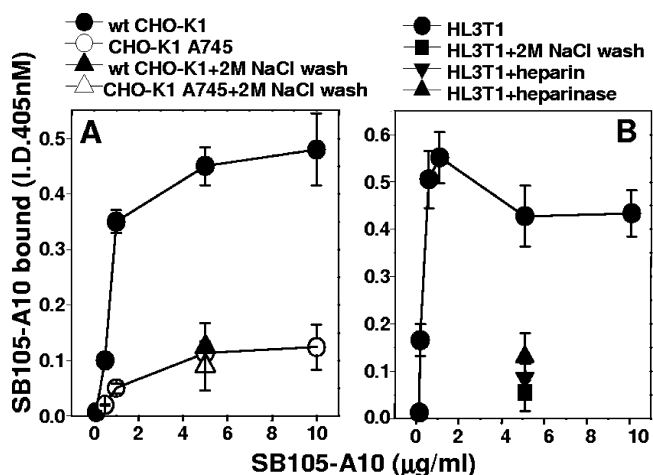 wt CHO-K1
CHO-K1 A745
wt CHO-K1+2M NaCl wash
CHO-K1 A745+2M NaCl wash
HL3T1
HL3T1+2M NaCl wash
HL3T1+heparin
HL3T1+heparinase
A
B
SB105-A10 bound (I.D.405nM)
0.5
0.4
0.3
0.2
0.1
0.0
0.6
0.5
0.4
0.3
0.2
0.1
0.0
0 2 4 6 8 10
0 2 4 6 8 10
SB105-A10 (μg/ml)